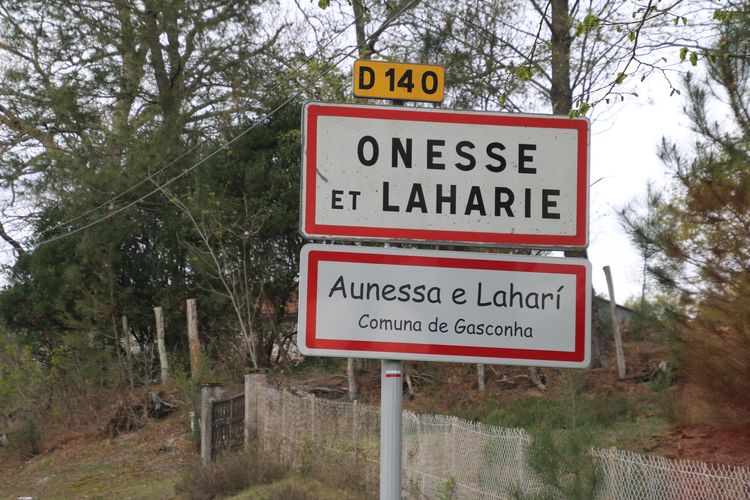 D 140
ONESSE
ET LAHARIE
Aunessa e Laharí
Comuna de Gasconha